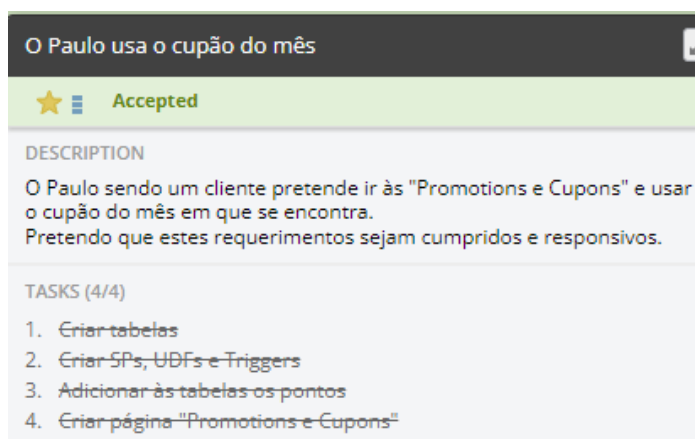 O Paulo usa o cupão do mês
Accepted
DESCRIPTION
O Paulo sendo um cliente pretende ir às "Promotions e Cupons" e usar
o cupão do mês em que se encontra.
Pretendo que estes requerimentos sejam cumpridos e responsivos.
TASKS (4/4)
1. Criar tabelas
2. Criar SPs, UDFs e Triggers
3. Adicionar às tabelas os pontos
4. Criar página "Promotions e Cupons"